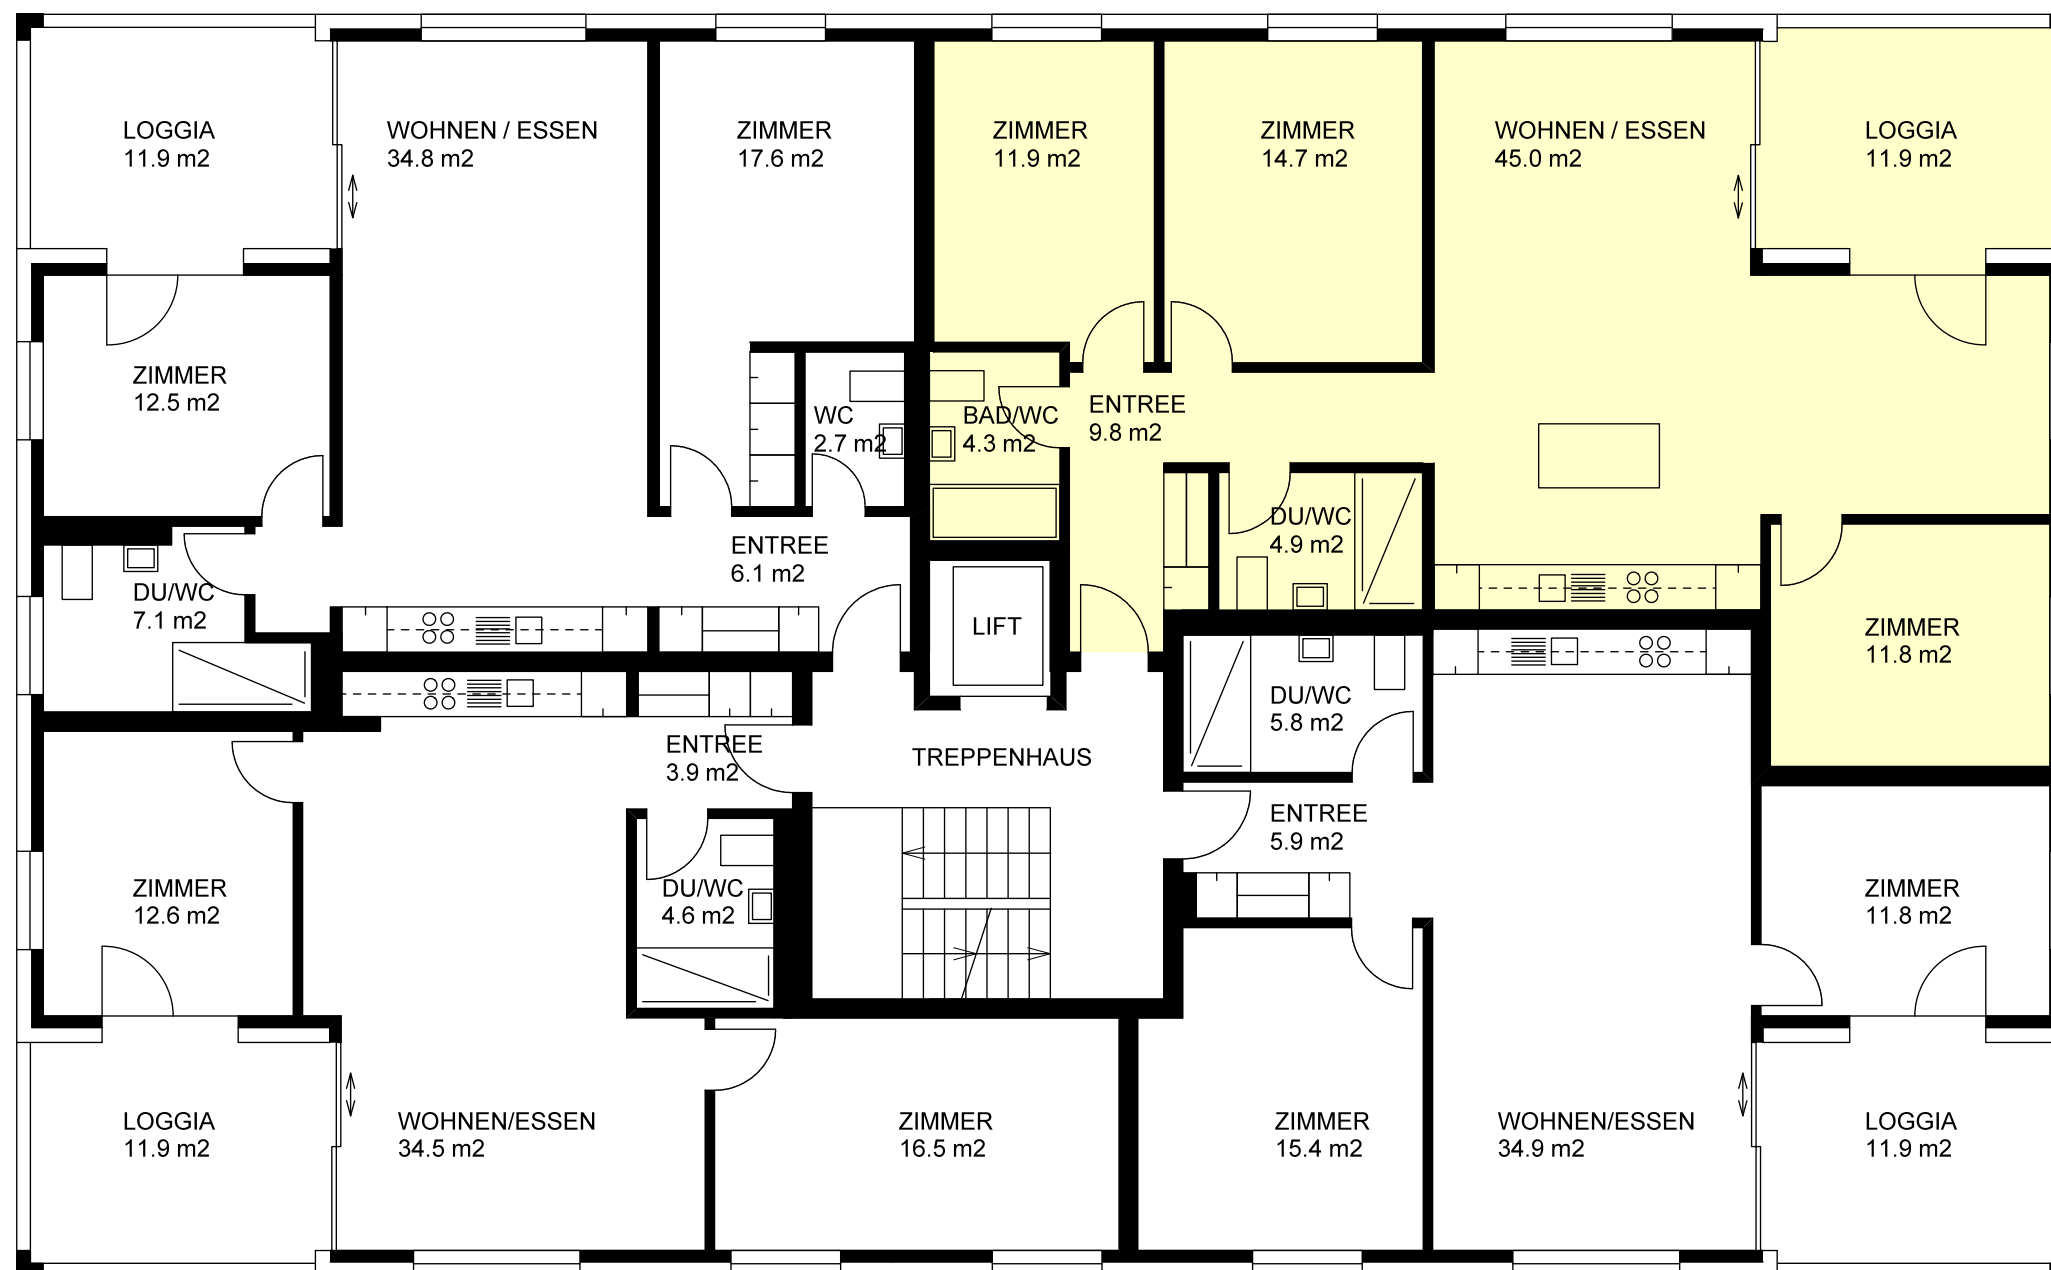 LOGGIA
11.9 m2
WOHNEN / ESSEN
34.8 m2
ZIMMER
17.6 m2
ZIMMER
11.9 m2
ZIMMER
14.7 m2
WOHNEN / ESSEN
45.0 m2
LOGGIA
11.9 m2
ZIMMER
12.5 m2
WC
2.7 m2
BAD/WC
4.3 m2
ENTREE
9.8 m2
ENTREE
6.1 m2
DU/WC
4.9 m2
DU/WC
7.1 m2
LIFT
ZIMMER
11.8 m2
DU/WC
5.8 m2
ENTREE
3.9 m2
TREPPENHAUS
ENTREE
5.9 m2
ZIMMER
12.6 m2
DU/WC
4.6 m2
ZIMMER
11.8 m2
LOGGIA
11.9 m2
WOHNEN/ESSEN
34.5 m2
ZIMMER
16.5 m2
ZIMMER
15.4 m2
WOHNEN/ESSEN
34.9 m2
LOGGIA
11.9 m2